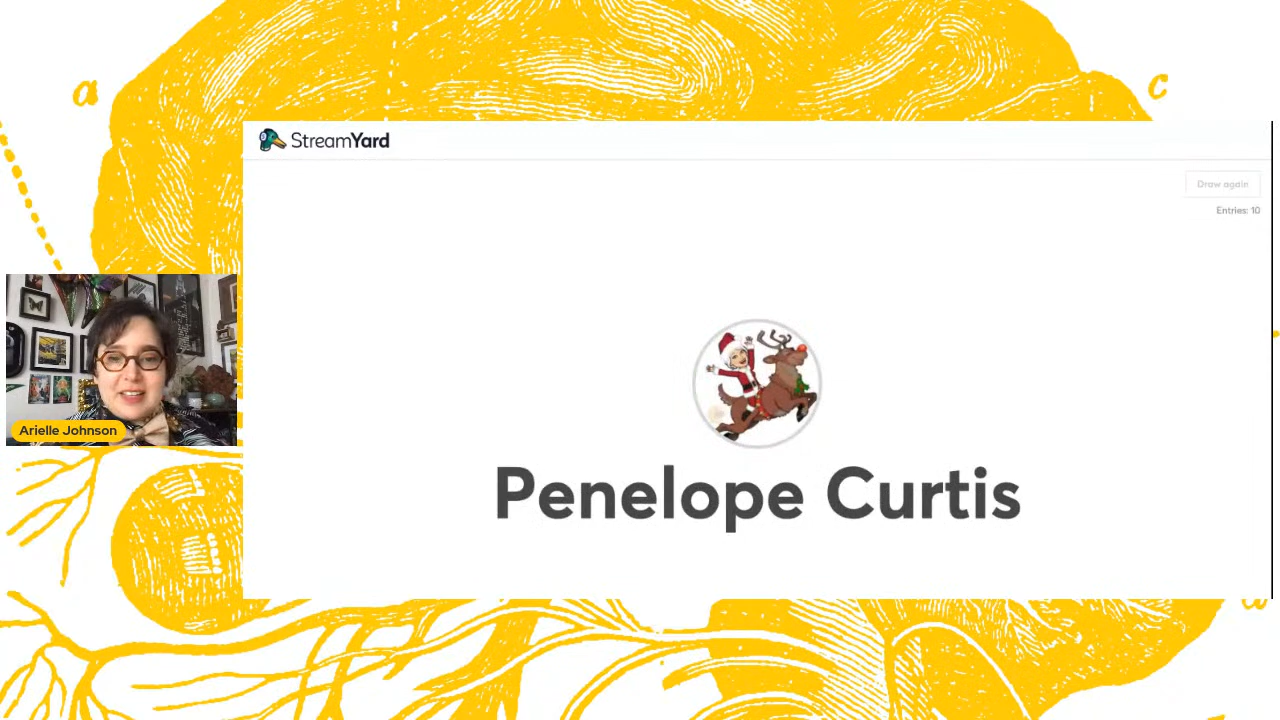 a
c
StreamYard
Draw again
Entries: 10
Arielle Johnson
Penelope Curtis